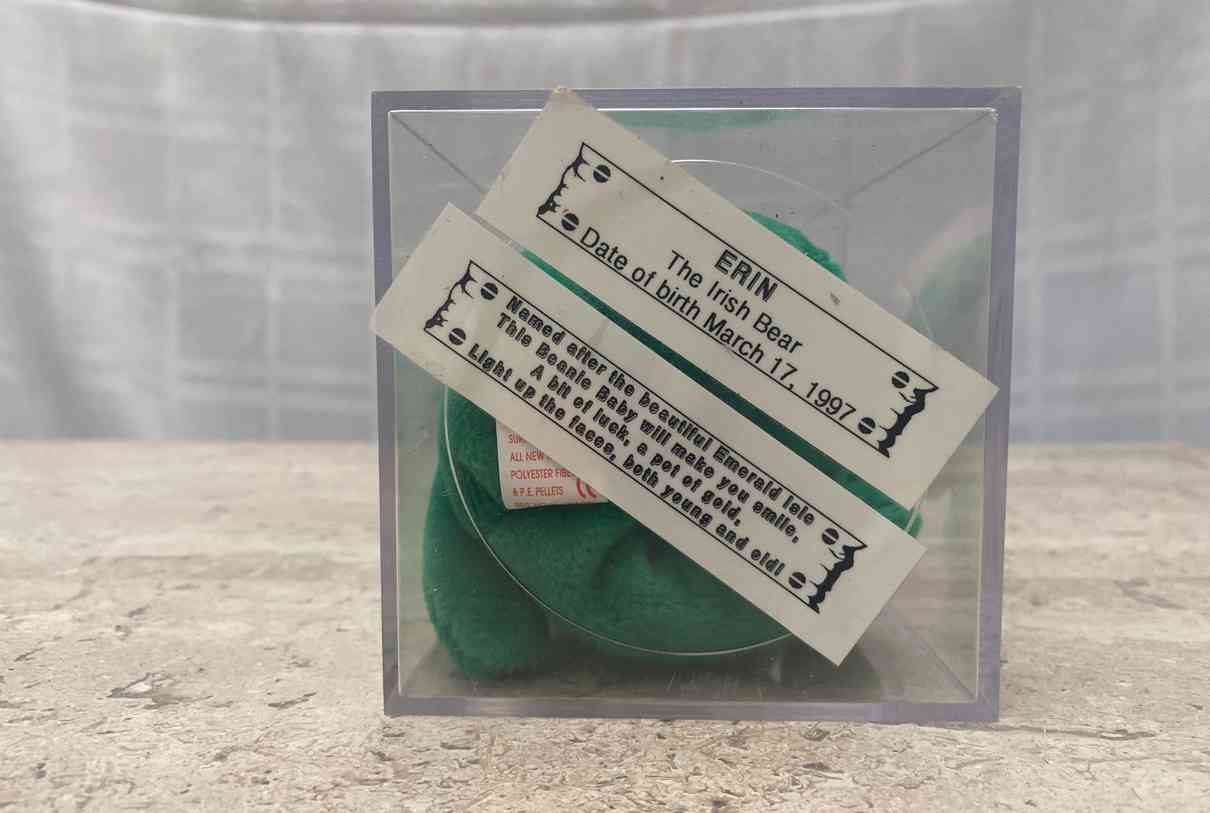 ERIN
The Irish Bear
Date of birth March 17, 1997
Named after the beautiful Emerald Isle
This Beanie Baby will make you smile,
A bit of luck, a pot of gold,
Light up the faces, both young and old!
ALL NEW
POLYESTER FIBE
& P.E. PELLETS
CE